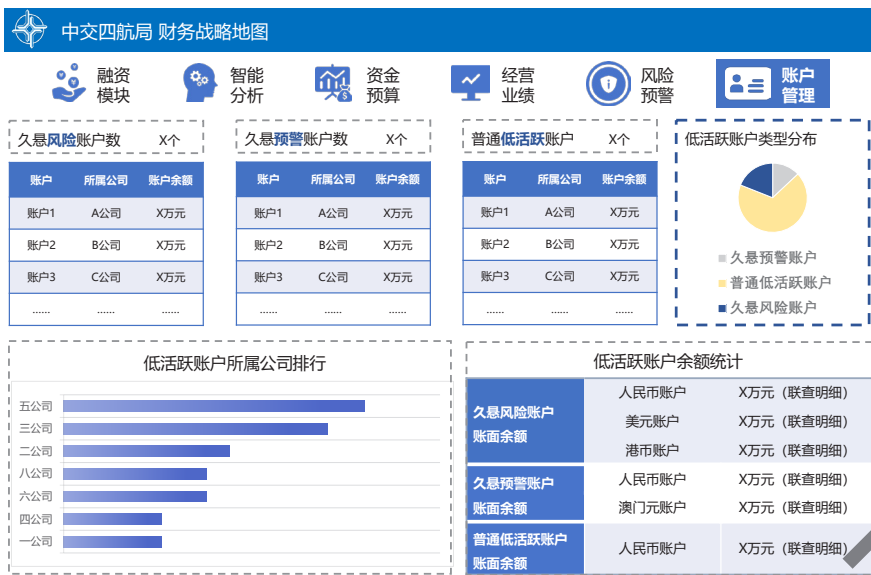 中交四航局 财务战略地图
融资
模块
智能
分析
资金
预算
经营
业绩
风险
预警
账户
管理
久悬风险账户数 X个
账户 所属公司 账户余额
账户1 A公司 X万元
账户2 B公司 X万元
账户3 C公司 X万元
...... ...... ......
久悬预警账户数 X个
账户 所属公司 账户余额
账户1 A公司 X万元
账户2 B公司 X万元
账户3 C公司 X万元
...... ...... ......
普通低活跃账户 X个
账户 所属公司 账户余额
账户1 A公司 X万元
账户2 B公司 X万元
账户3 C公司 X万元
...... ...... ......
低活跃账户类型分布
久悬预警账户
普通低活跃账户
久悬风险账户
低活跃账户所属公司排行
五公司
三公司
二公司
八公司
六公司
四公司
一公司
低活跃账户余额统计
久悬风险账户
账面余额
人民币账户 X万元（联查明细）
美元账户 X万元（联查明细）
港币账户 X万元（联查明细）
久悬预警账户
账面余额
人民币账户 X万元（联查明细）
澳门元账户 X万元（联查明细）
普通低活跃账户
账面余额
人民币账户 X万元（联查明细）